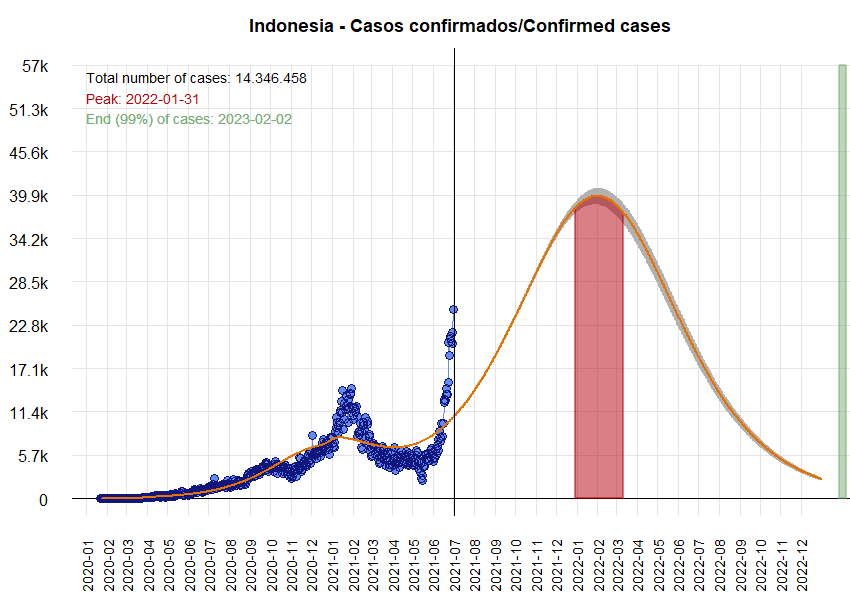 Indonesia - Casos confirmados/Confirmed cases
57k
Total number of cases: 14.346.458
Peak: 2022-01-31
End (99%) of cases: 2023-02-02
51.3k
45.6k
39.9k
34.2k
28.5k
22.8k
17.1k
11.4k
5.7k
0
2020-01
2020-02
2020-03
2020-04
2020-05
2020-06
2020-07
2020-08
2020-09
2020-10
2020-11
2020-12
2021-01
2021-02
2021-03
2021-04
2021-05
2021-06
2021-07
2021-08
2021-09
2021-10
2021-11
2021-12
2022-01
2022-02
2022-03
2022-04
2022-05
2022-06
2022-07
2022-08
2022-09
2022-10
2022-11
2022-12